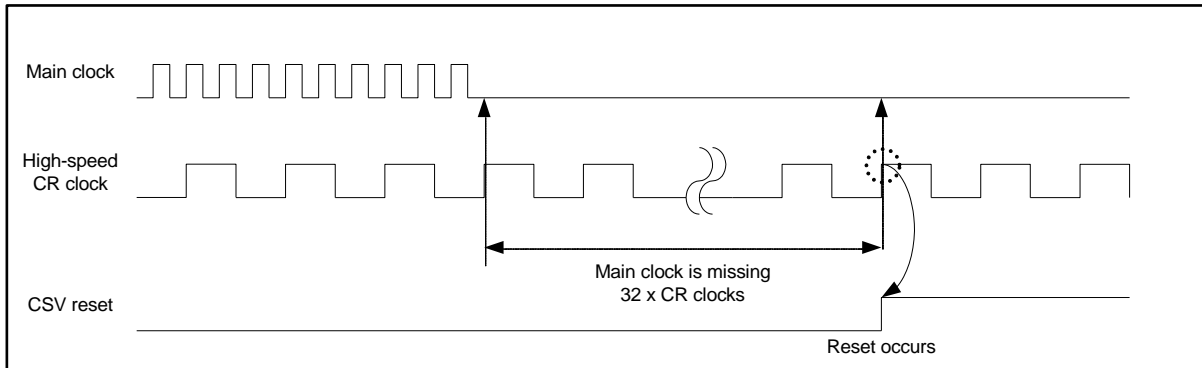 Main clock
High-speed
CR clock
Main clock is missing
32 x CR clocks
CSV reset
Reset occurs